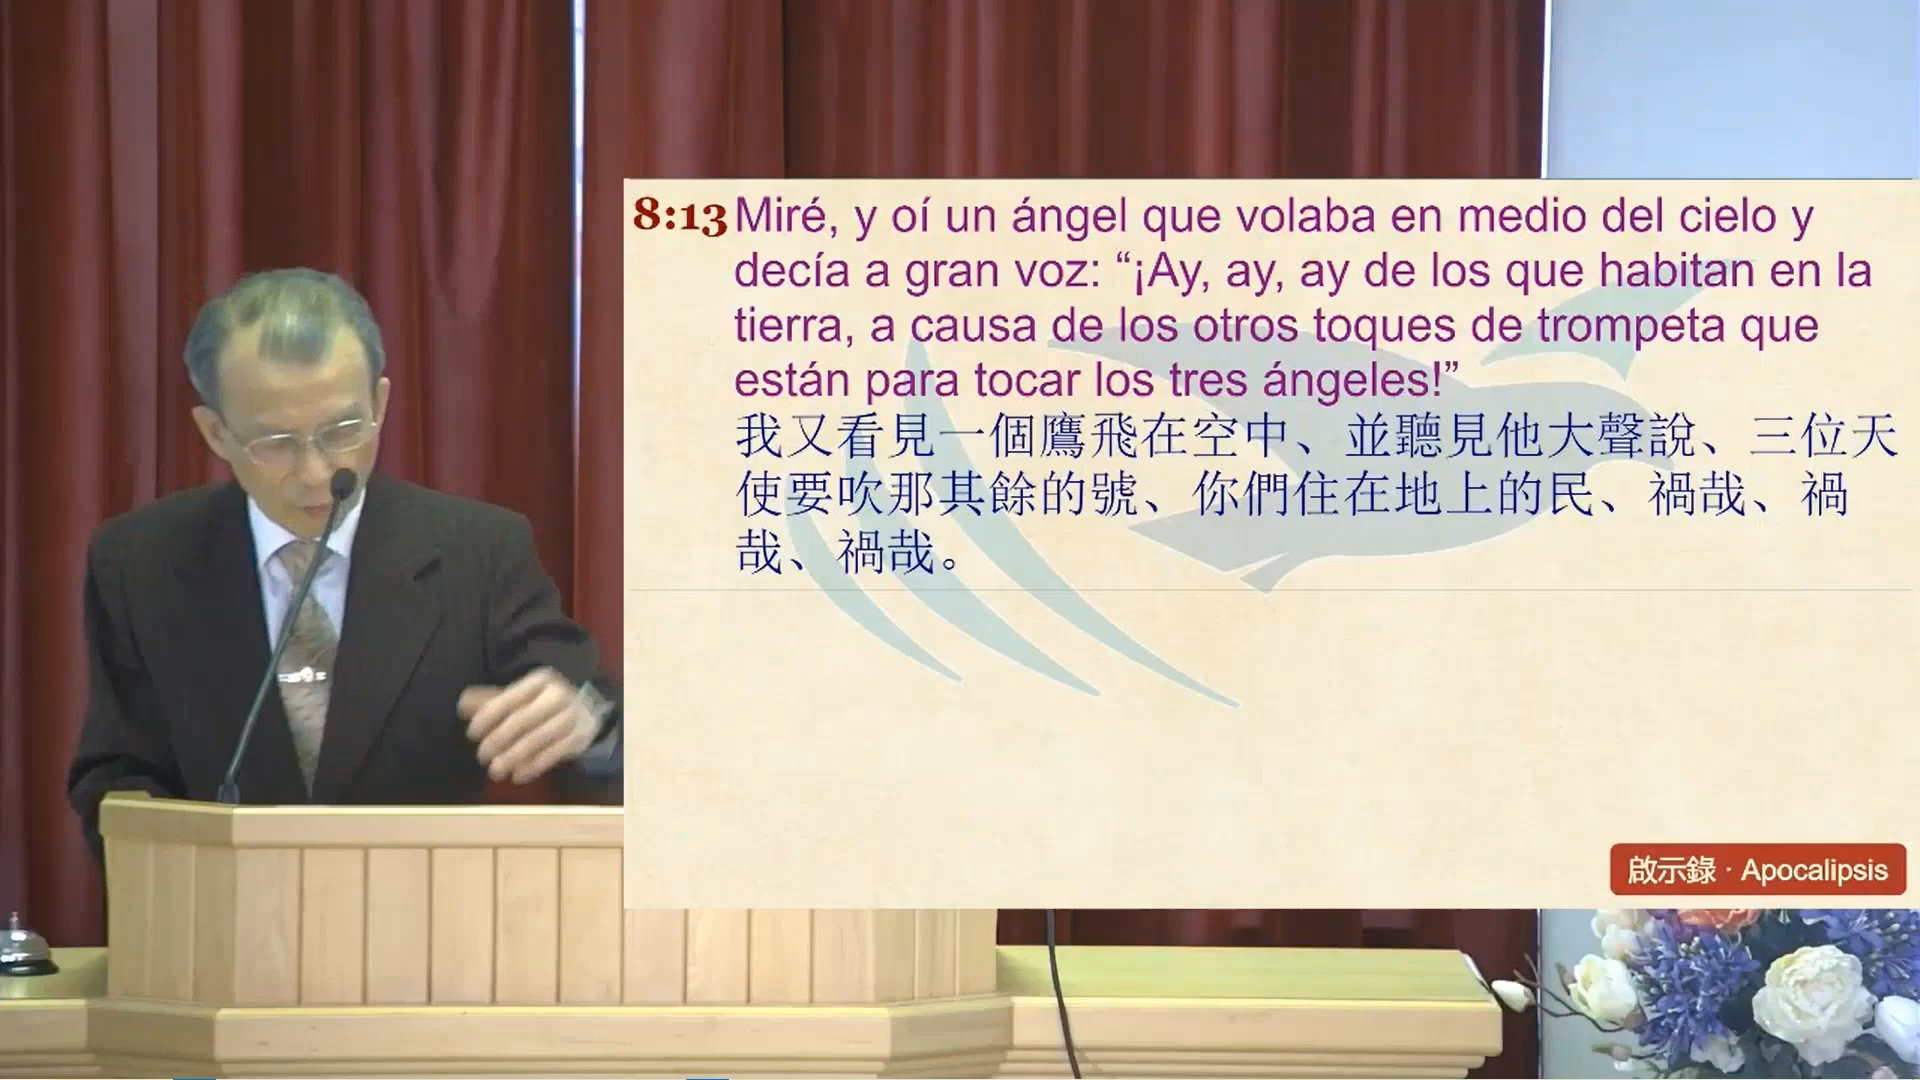 8:13 Miré, y oí un ángel que volaba en medio del cielo y
decía a gran voz: “¡Ay, ay, ay de los que habitan en la
tierra, a causa de los otros toques de trompeta que
están para tocar los tres ángeles!”
我又看見一個鷹飛在空中、並聽見他大聲說、三位天
使要吹那其餘的號、你們住在地上的民、禍哉、禍
哉、禍哉。
啟示錄 · Apocalipsis